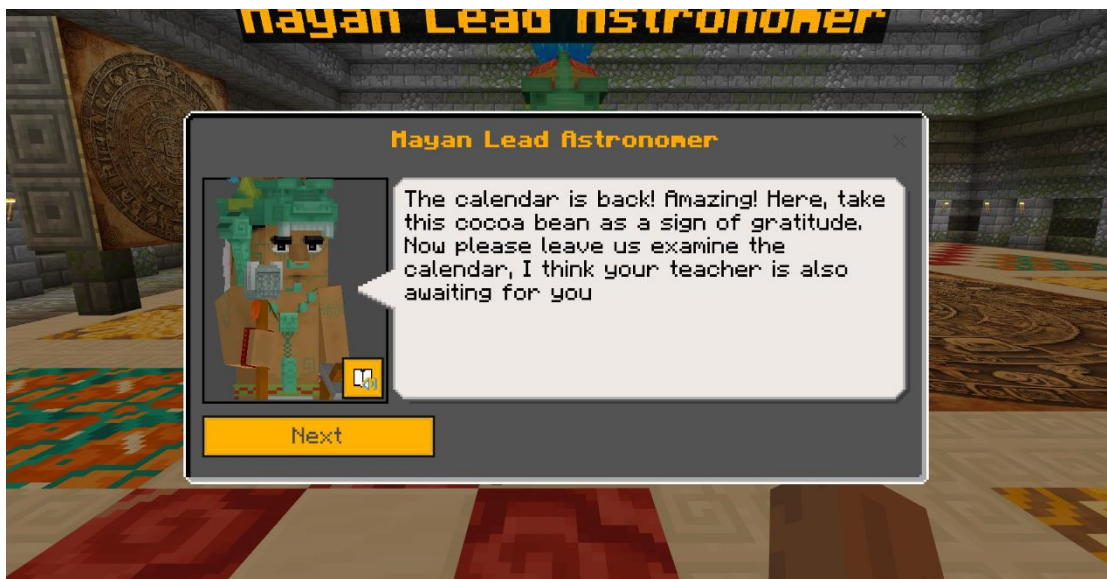 Mayan Lead Astronomer
Mayan Lead Astronomer
The calendar is back! Amazing! Here, take
this cocoa bean as a sign of gratitude.
Now please leave us examine the
calendar, I think your teacher is also
awaiting for you
Next